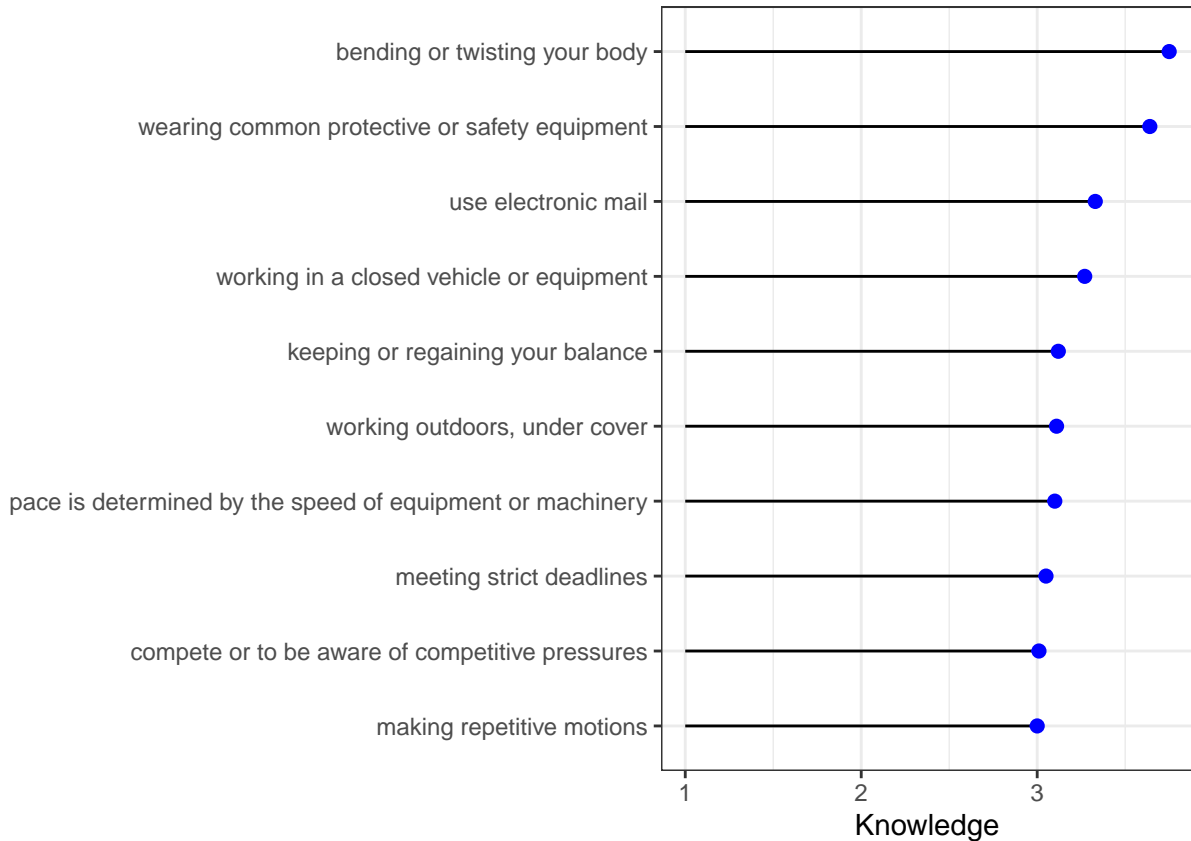 bending or twisting your body
wearing common protective or safety equipment
use electronic mail
working in a closed vehicle or equipment
keeping or regaining your balance
working outdoors, under cover
pace is determined by the speed of equipment or machinery
meeting strict deadlines
compete or to be aware of competitive pressures
making repetitive motions
1 2 3
Knowledge